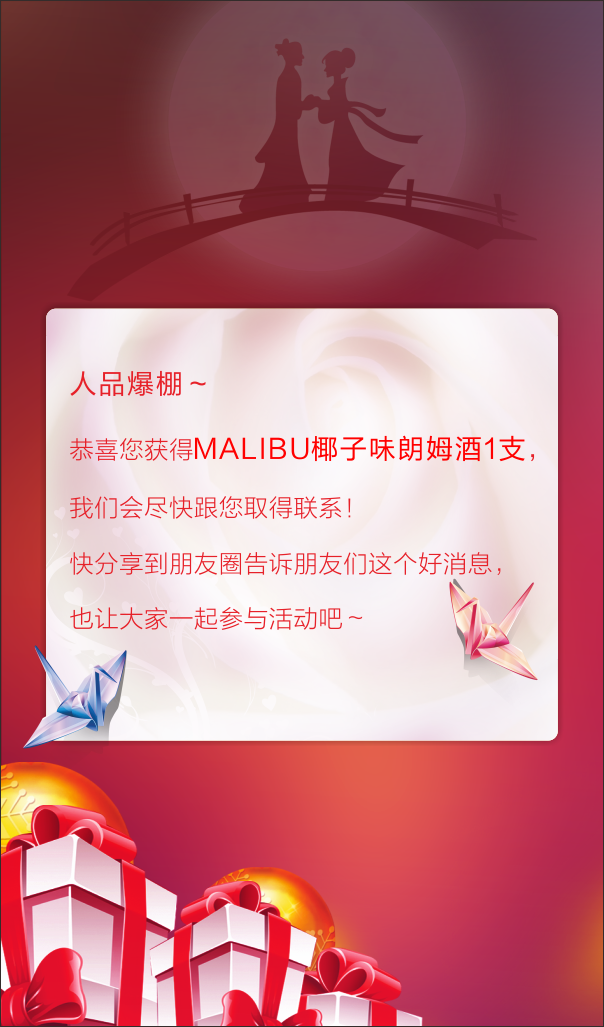 人品爆棚～
恭喜您获得MALIBU椰子味朗姆酒1支，
我们会尽快跟您取得联系！
快分享到朋友圈告诉朋友们这个好消息，
也让大家一起参与活动吧～